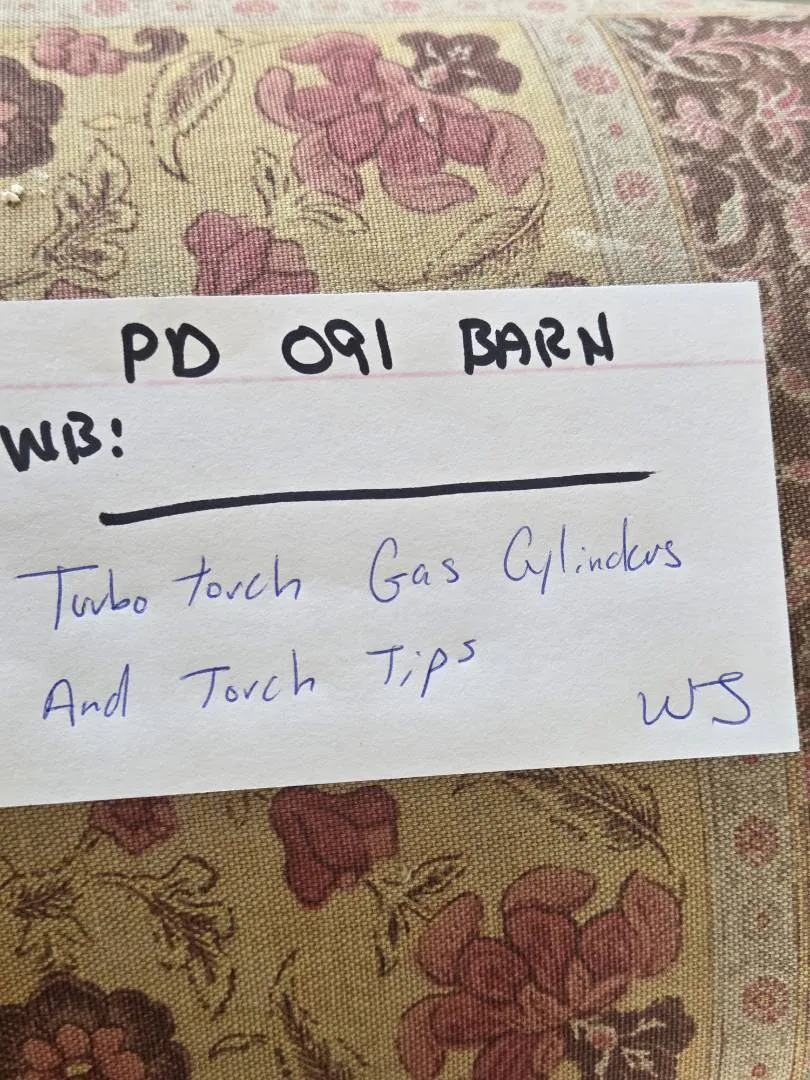 PD 091 BARN
WB:
Turbo torch Gas Cylinders
And Torch Tips
WS